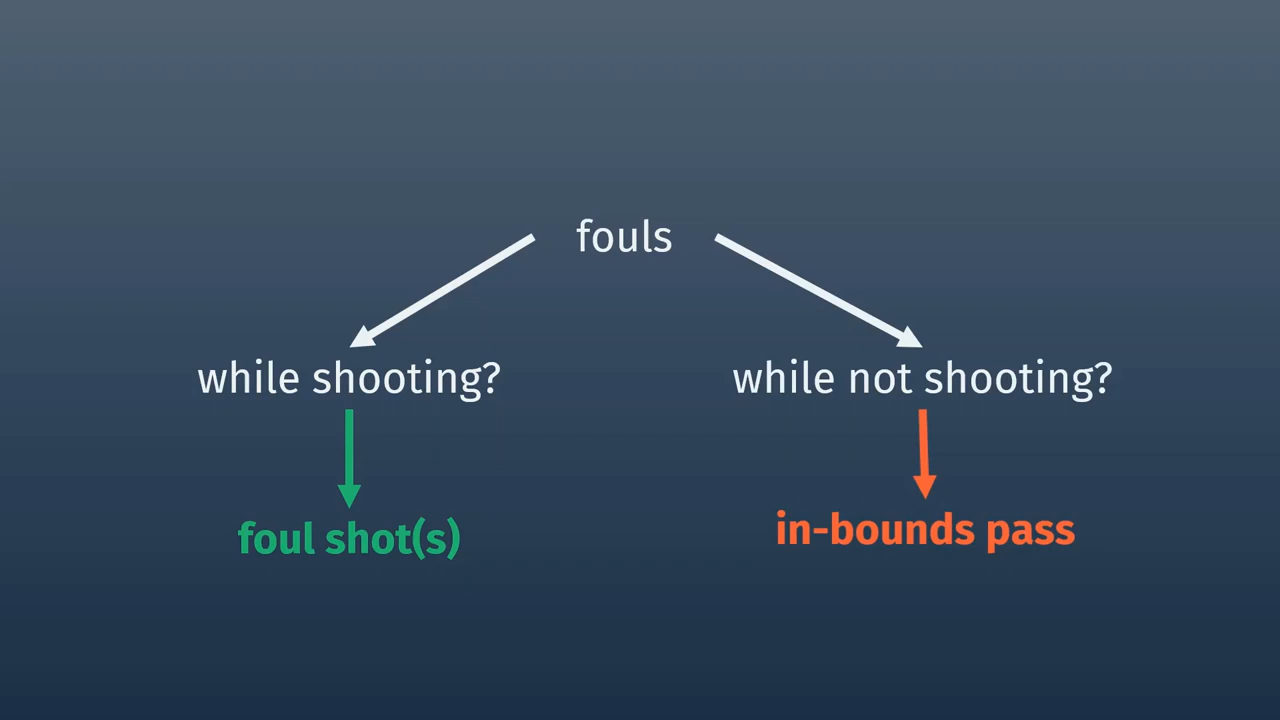 fouls
while shooting?
while not shooting?
foul shot(s)
in-bounds pass